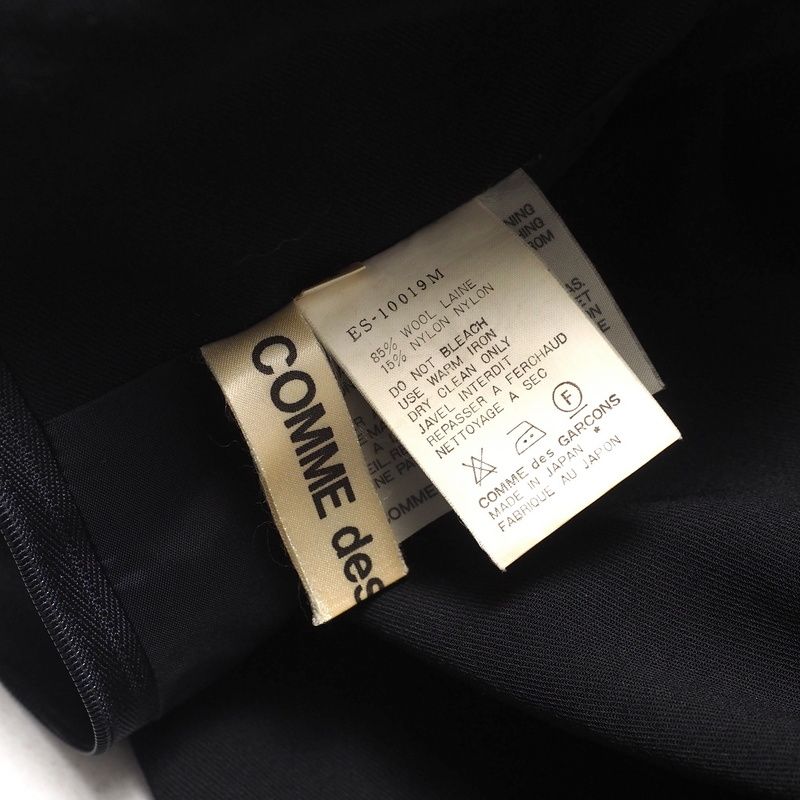 ES-10019M
85% WOOL LAINE
15% NYLON NYLON
DO NOT BLEACH
USE WARM IRON
DRY CLEAN ONLY
JAVEL INTERDIT
REPASSER A FERCHAUD
NETTOYAGE A SEC
F
COMME des GARCONS
MADE IN JAPAN *
FABRIQUE AU JAPON
COMME des